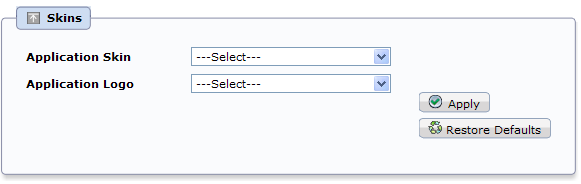 Skins
Application Skin ---Select---
Application Logo ---Select---
Apply
Restore Defaults